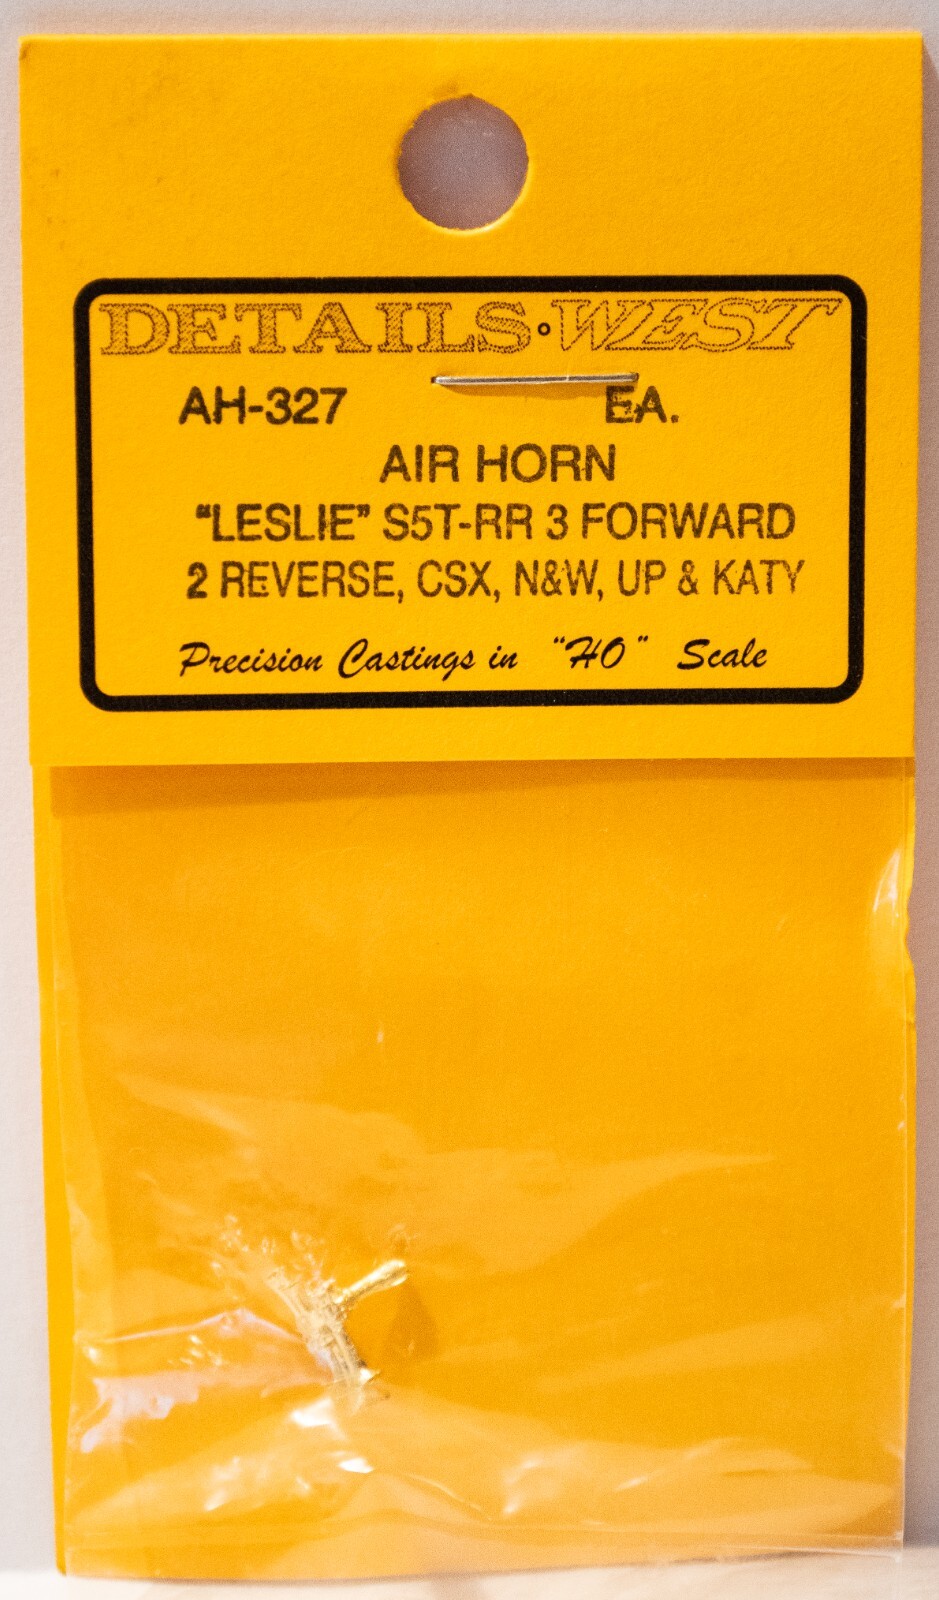 DETAILS•WEST
AH-327 EA.
AIR HORN
"LESLIE" S5T-RR 3 FORWARD
2 REVERSE, CSX, N&W, UP & KATY
Precision Castings in "HO" Scale